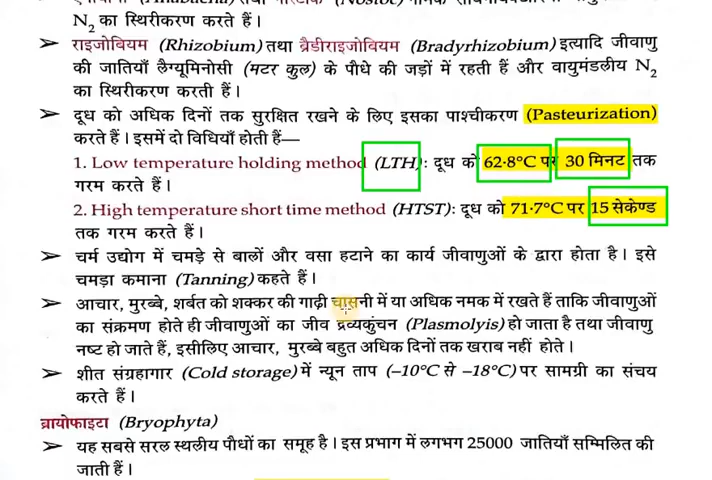 N₂ का स्थिरीकरण करते हैं।
➤ राइजोबियम (Rhizobium) तथा ब्रैडीराइजोबियम (Bradyrhizobium) इत्यादि जीवाणु
की जातियाँ लैग्यूमिनोसी (मटर कुल) के पौधे की जड़ों में रहती हैं और वायुमंडलीय N₂
का स्थिरीकरण करती हैं।
➤ दूध को अधिक दिनों तक सुरक्षित रखने के लिए इसका पाश्चीकरण (Pasteurization)
करते हैं। इसमें दो विधियाँ होती हैं—
1. Low temperature holding method (LTH): दूध को 62·8°C पर 30 मिनट तक
गरम करते हैं।
2. High temperature short time method (HTST): दूध को 71·7°C पर 15 सेकेण्ड
तक गरम करते हैं।
➤ चर्म उद्योग में चमड़े से बालों और वसा हटाने का कार्य जीवाणुओं के द्वारा होता है। इसे
चमड़ा कमाना (Tanning) कहते हैं।
➤ आचार, मुरब्बे, शर्बत को शक्कर की गाढ़ी चासनी में या अधिक नमक में रखते हैं ताकि जीवाणुओं
का संक्रमण होते ही जीवाणुओं का जीव द्रव्यकुंचन (Plasmolyis) हो जाता है तथा जीवाणु
नष्ट हो जाते हैं, इसीलिए आचार, मुरब्बे बहुत अधिक दिनों तक खराब नहीं होते।
➤ शीत संग्रहागार (Cold storage) में न्यून ताप (–10°C से –18°C) पर सामग्री का संचय
करते हैं।
ब्रायोफाइटा (Bryophyta)
➤ यह सबसे सरल स्थलीय पौधों का समूह है। इस प्रभाग में लगभग 25000 जातियाँ सम्मिलित की
जाती हैं।